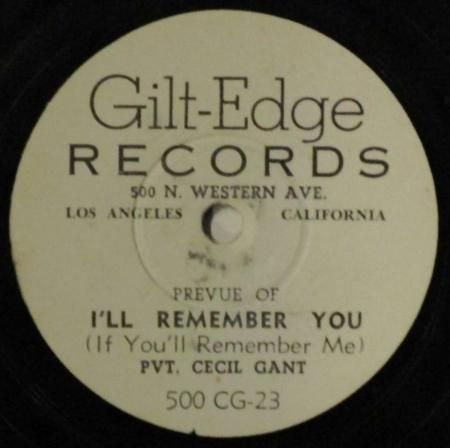 Gilt-Edge
RECORDS
500 N. WESTERN AVE.
LOS ANGELES CALIFORNIA
PREVUE OF
I'LL REMEMBER YOU
(If You'll Remember Me)
PVT. CECIL GANT
500 CG-23